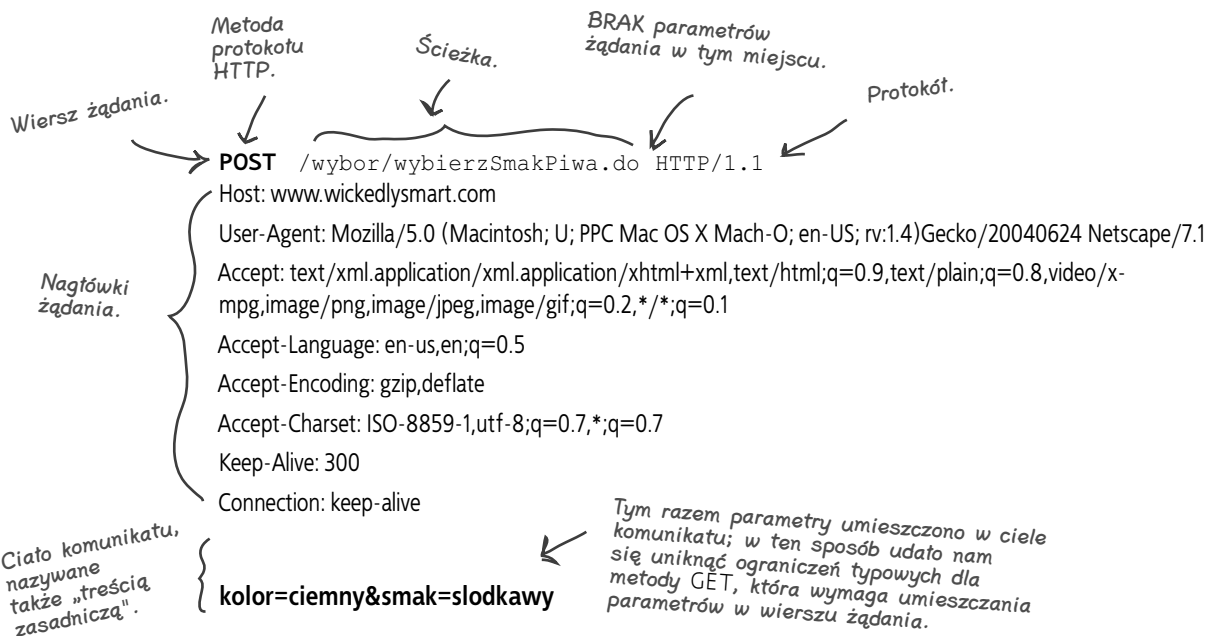 Metoda
protokołu
HTTP.
Ścieżka.
BRAK parametrów
żądania w tym miejscu.
Protokół.
Wiersz żądania.
POST /wybor/wybierzSmakPiwa.do HTTP/1.1
Host: www.wickedlysmart.com
User-Agent: Mozilla/5.0 (Macintosh; U; PPC Mac OS X Mach-O; en-US; rv:1.4)Gecko/20040624 Netscape/7.1
Accept: text/xml.application/xml.application/xhtml+xml,text/html;q=0.9,text/plain;q=0.8,video/x-
mpg,image/png,image/jpeg,image/gif;q=0.2,*/*;q=0.1
Nagłówki
żądania.
Accept-Language: en-us,en;q=0.5
Accept-Encoding: gzip,deflate
Accept-Charset: ISO-8859-1,utf-8;q=0.7,*;q=0.7
Keep-Alive: 300
Connection: keep-alive
Ciało komunikatu,
nazywane
także „treścią
zasadniczą".
kolor=ciemny&smak=slodkawy
Tym razem parametry umieszczono w ciele
komunikatu; w ten sposób udało nam
się uniknąć ograniczeń typowych dla
metody GET, która wymaga umieszczania
parametrów w wierszu żądania.